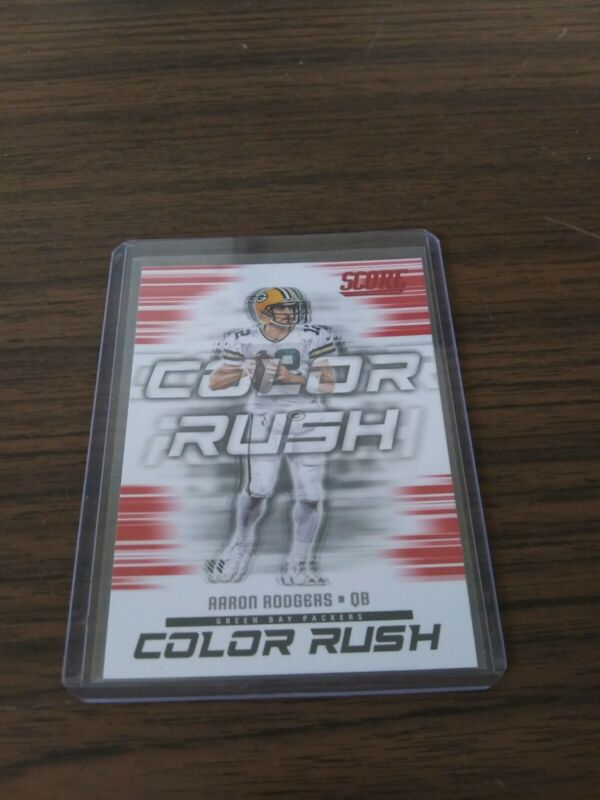 SCORE
12
COLOR
RUSH
AARON RODGERS ▪ QB
GREEN BAY PACKERS
COLOR RUSH